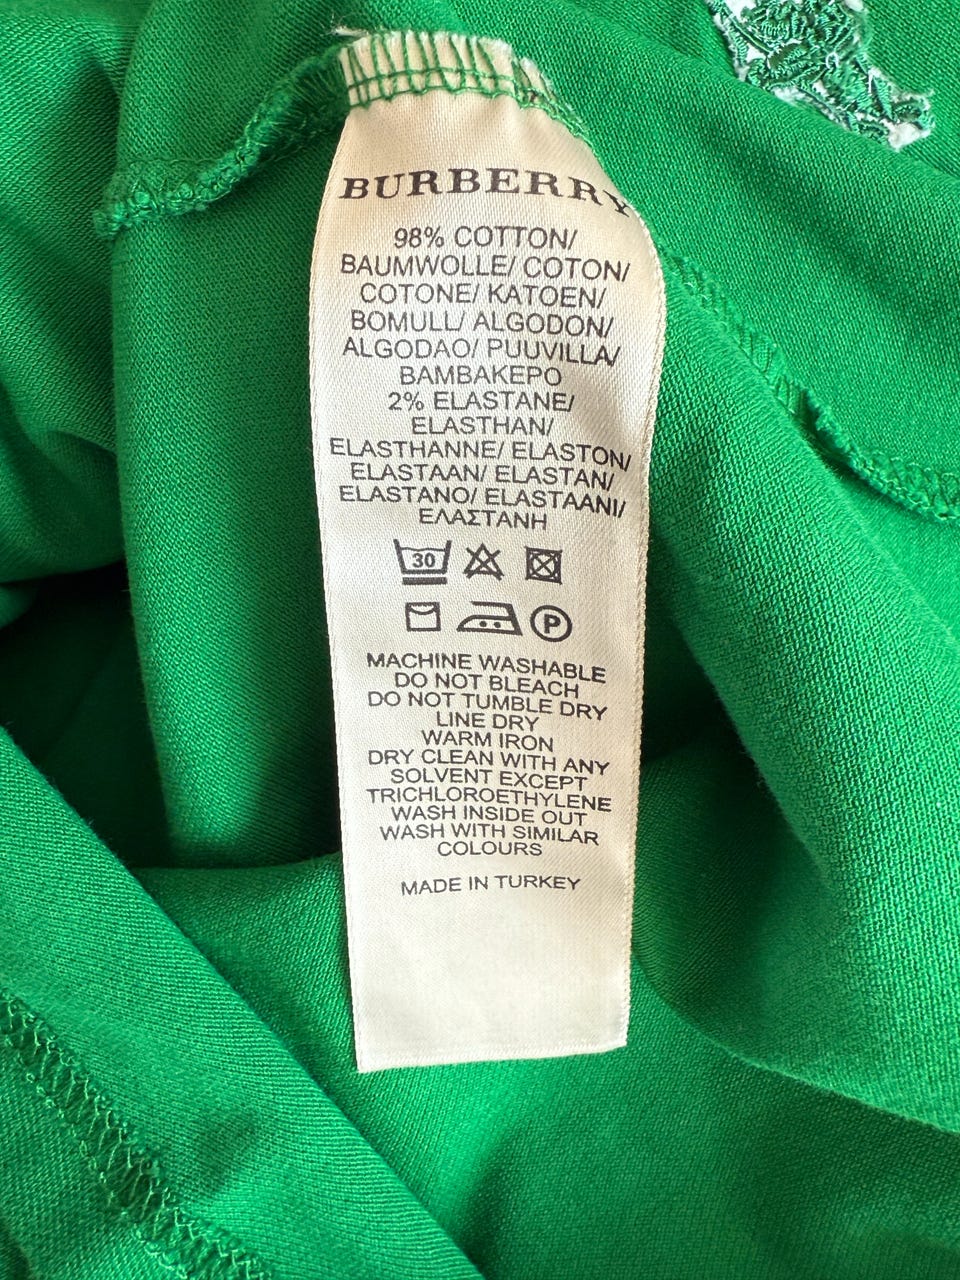 BURBERRY
98% COTTON/
BAUMWOLLE/ COTON/
COTONE/ KATOEN/
BOMULL/ ALGODON/
ALGODAO/ PUUVILLA/
BAMBAKEPO
2% ELASTANE/
ELASTHAN/
ELASTHANNE/ ELASTON/
ELASTAAN/ ELASTAN/
ELASTANO/ ELASTAANI/
ΕΛΑΣΤΑΝΗ
30
P
MACHINE WASHABLE
DO NOT BLEACH
DO NOT TUMBLE DRY
LINE DRY
WARM IRON
DRY CLEAN WITH ANY
SOLVENT EXCEPT
TRICHLOROETHYLENE
WASH INSIDE OUT
WASH WITH SIMILAR
COLOURS
MADE IN TURKEY